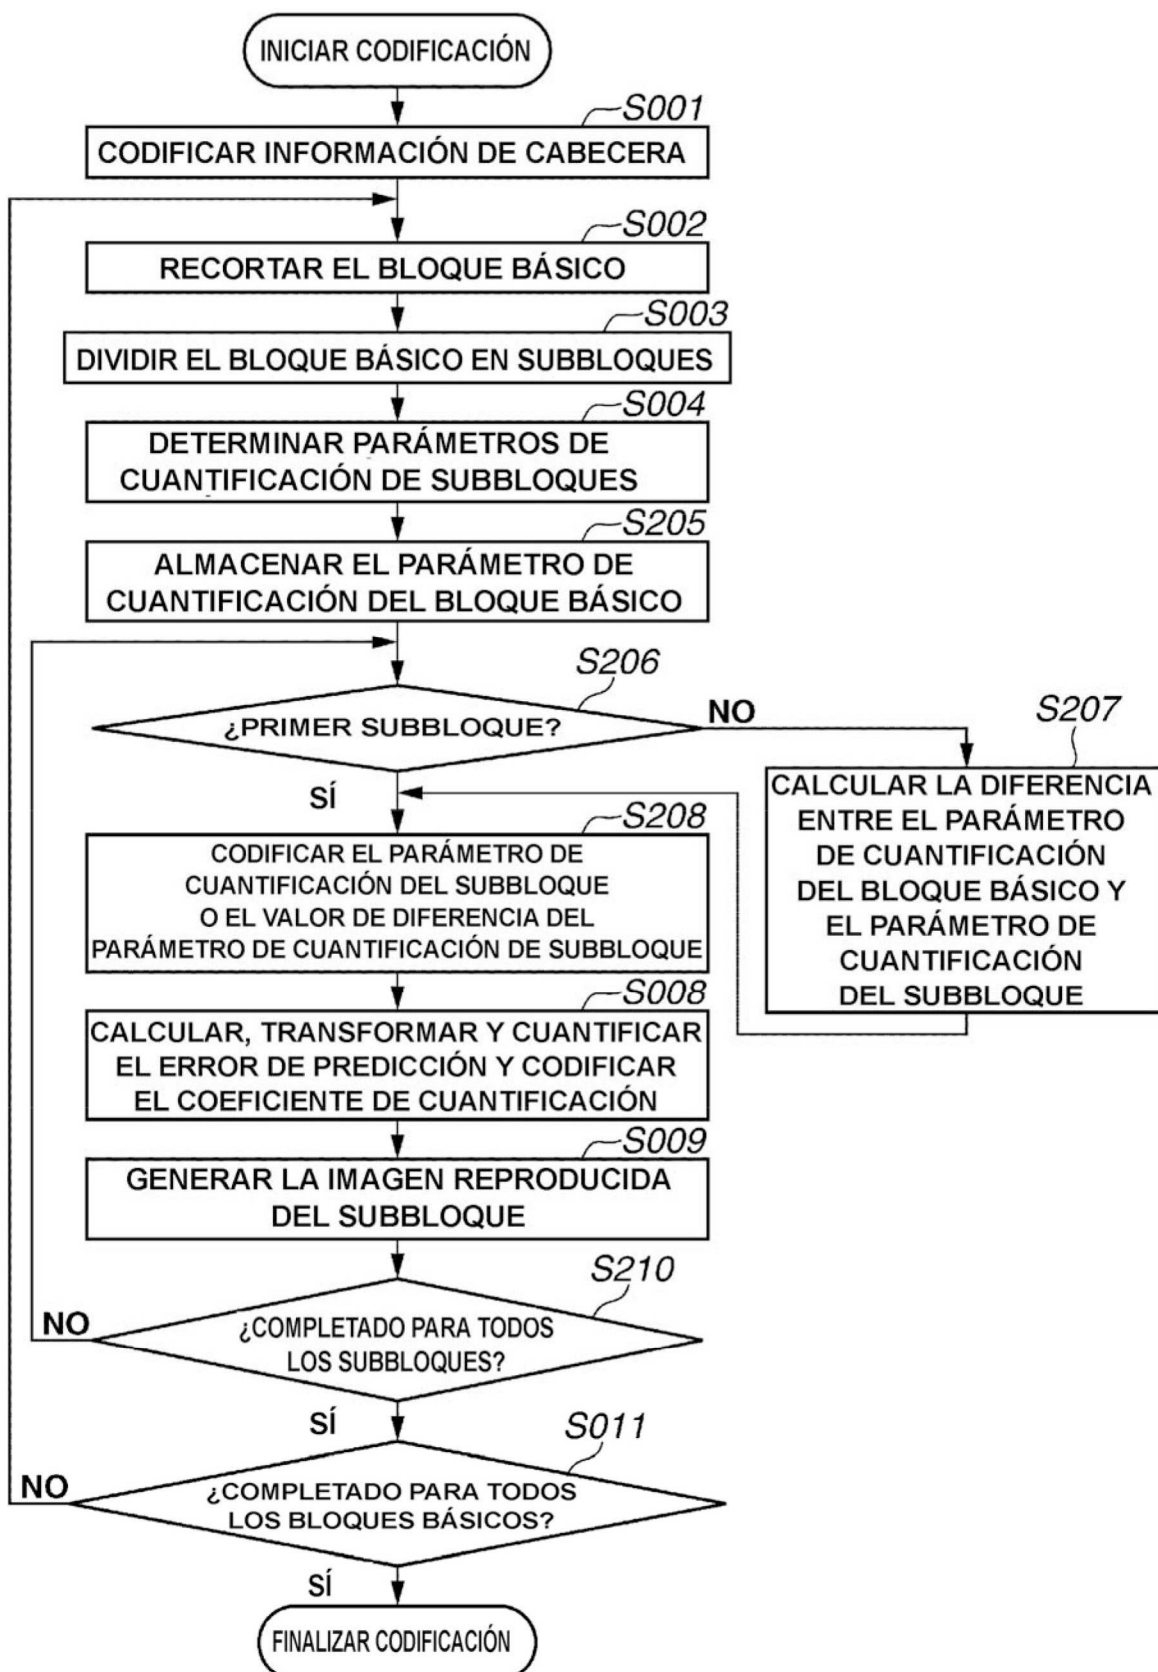 INICIAR CODIFICACIÓN
S001
CODIFICAR INFORMACIÓN DE CABECERA
S002
RECORTAR EL BLOQUE BÁSICO
S003
DIVIDIR EL BLOQUE BÁSICO EN SUBBLOQUES
S004
DETERMINAR PARÁMETROS DE
CUANTIFICACIÓN DE SUBBLOQUES
S205
ALMACENAR EL PARÁMETRO DE
CUANTIFICACIÓN DEL BLOQUE BÁSICO
S206
¿PRIMER SUBBLOQUE?
NO
SÍ
S207
CALCULAR LA DIFERENCIA
ENTRE EL PARÁMETRO
DE CUANTIFICACIÓN
DEL BLOQUE BÁSICO Y
EL PARÁMETRO DE
CUANTIFICACIÓN
DEL SUBBLOQUE
S208
CODIFICAR EL PARÁMETRO DE
CUANTIFICACIÓN DEL SUBBLOQUE
O EL VALOR DE DIFERENCIA DEL
PARÁMETRO DE CUANTIFICACIÓN DE SUBBLOQUE
S008
CALCULAR, TRANSFORMAR Y CUANTIFICAR
EL ERROR DE PREDICCIÓN Y CODIFICAR
EL COEFICIENTE DE CUANTIFICACIÓN
S009
GENERAR LA IMAGEN REPRODUCIDA
DEL SUBBLOQUE
S210
¿COMPLETADO PARA TODOS
LOS SUBBLOQUES?
NO
SÍ
S011
¿COMPLETADO PARA TODOS
LOS BLOQUES BÁSICOS?
NO
SÍ
FINALIZAR CODIFICACIÓN